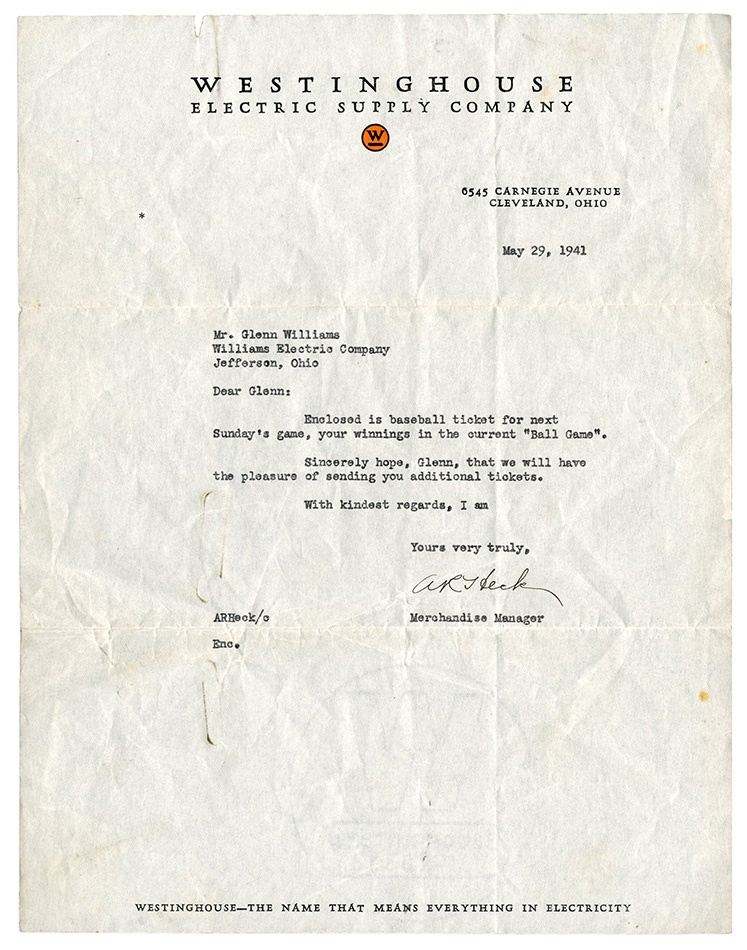 WESTINGHOUSE
ELECTRIC SUPPLY COMPANY
W
6545 CARNEGIE AVENUE
CLEVELAND, OHIO
*
May 29, 1941
Mr. Glenn Williams
Williams Electric Company
Jefferson, Ohio
Dear Glenn:
Enclosed is baseball ticket for next
Sunday's game, your winnings in the current "Ball Game".
Sincerely hope, Glenn, that we will have
the pleasure of sending you additional tickets.
With kindest regards, I am
Yours very truly,
ARHeck
ARHeck/c
Merchandise Manager
Enc.
WESTINGHOUSE—THE NAME THAT MEANS EVERYTHING IN ELECTRICITY